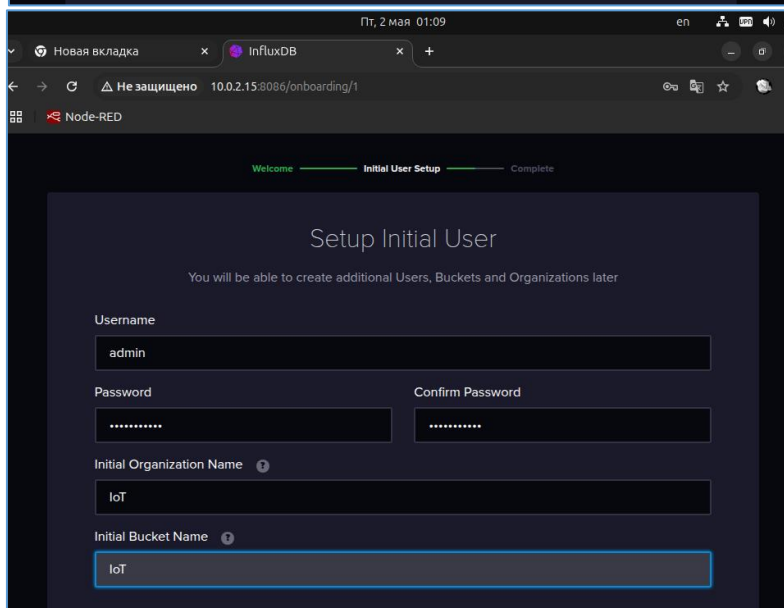 Пт, 2 мая 01:09
en
VPN
Новая вкладка
InfluxDB
Не защищено 10.0.2.15:8086/onboarding/1
Node-RED
Welcome Initial User Setup Complete
Setup Initial User
You will be able to create additional Users, Buckets and Organizations later
Username
admin
Password Confirm Password
••••••••••• •••••••••••
Initial Organization Name ?
IoT
Initial Bucket Name ?
IoT